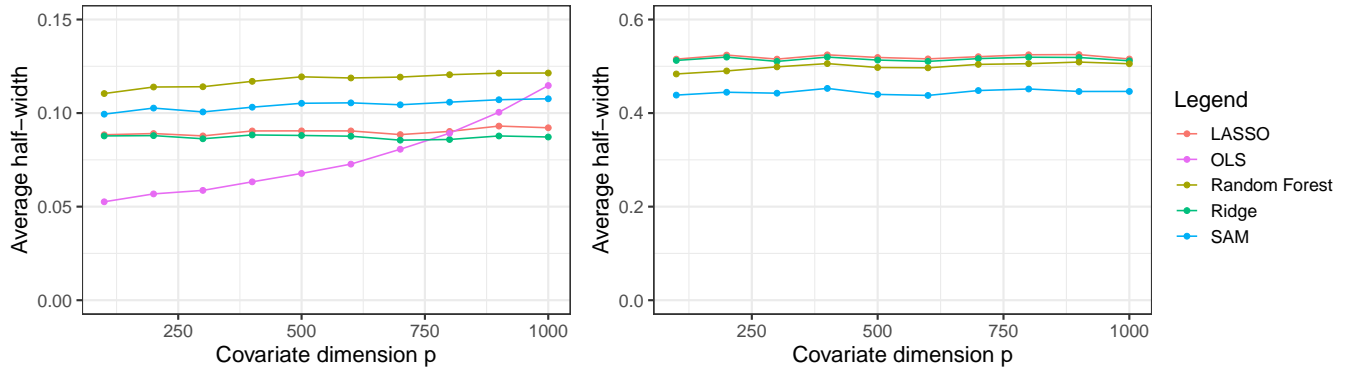 0.15
0.10
0.05
0.00
Average half−width
250
500
750
1000
Covariate dimension p
0.6
0.4
0.2
0.0
Average half−width
250
500
750
1000
Covariate dimension p
Legend
LASSO
OLS
Random Forest
Ridge
SAM